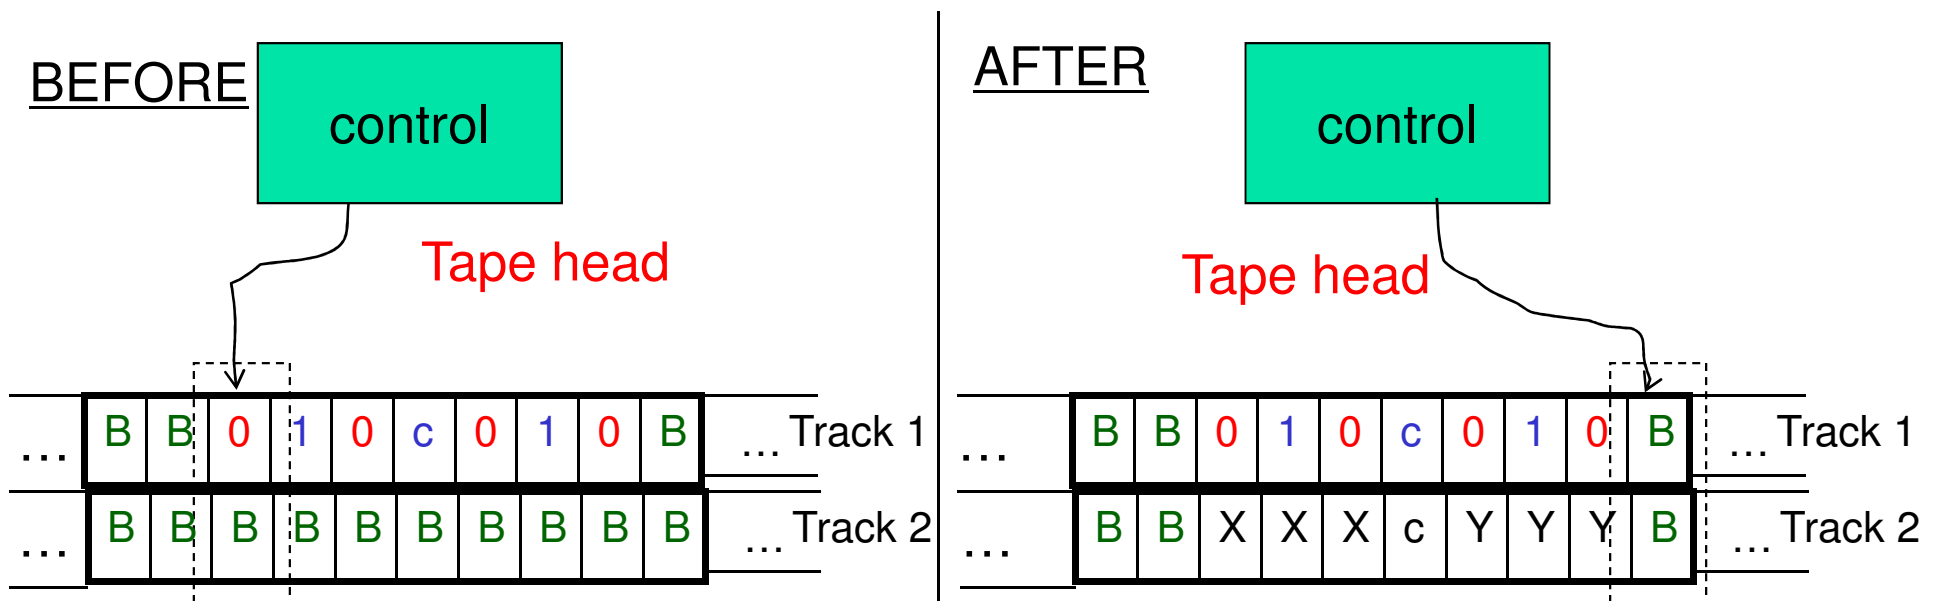 BEFORE
control
Tape head
... B B 0 1 0 c 0 1 0 B ... Track 1
... B B B B B B B B B B ... Track 2
AFTER
control
Tape head
... B B 0 1 0 c 0 1 0 B ... Track 1
... B B X X X c Y Y Y B ... Track 2